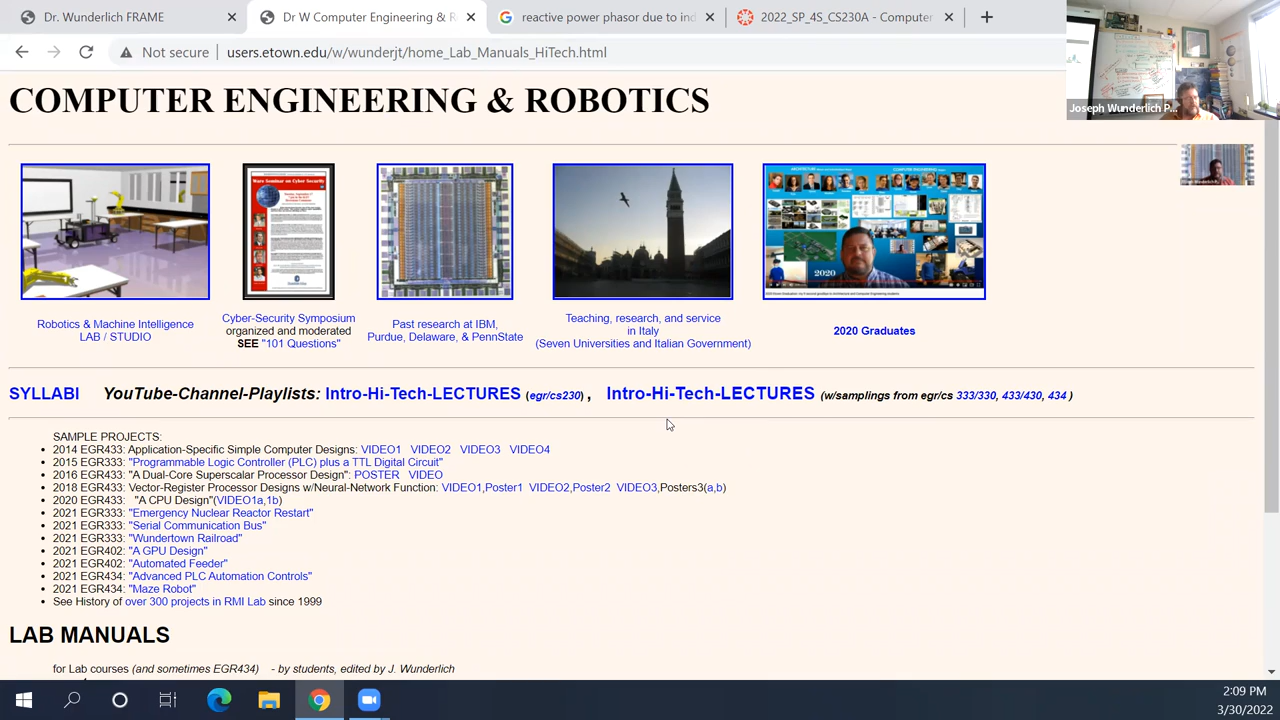 Dr. Wunderlich FRAME
Dr W Computer Engineering & Ro
reactive power phasor due to ind
2022_SP_4S_CS230A - Computer
Not secure
users.etown.edu/w/wunderjt/home_Lab_Manuals_HiTech.html
Joseph Wunderlich P...
COMPUTER ENGINEERING & ROBOTICS
2020
Robotics & Machine Intelligence
LAB / STUDIO
Cyber-Security Symposium
organized and moderated
SEE "101 Questions"
Past research at IBM,
Purdue, Delaware, & PennState
Teaching, research, and service
in Italy
(Seven Universities and Italian Government)
2020 Graduates
SYLLABI YouTube-Channel-Playlists: Intro-Hi-Tech-LECTURES (egr/cs230) , Intro-Hi-Tech-LECTURES (w/samplings from egr/cs 333/330, 433/430, 434 )
SAMPLE PROJECTS:
• 2014 EGR433: Application-Specific Simple Computer Designs: VIDEO1 VIDEO2 VIDEO3 VIDEO4
• 2015 EGR333: "Programmable Logic Controller (PLC) plus a TTL Digital Circuit"
• 2016 EGR433: "A Dual-Core Superscalar Processor Design": POSTER VIDEO
• 2018 EGR433: Vector-Register Processor Designs w/Neural-Network Function: VIDEO1,Poster1 VIDEO2,Poster2 VIDEO3,Posters3(a,b)
• 2020 EGR433: "A CPU Design"(VIDEO1a,1b)
• 2021 EGR333: "Emergency Nuclear Reactor Restart"
• 2021 EGR333: "Serial Communication Bus"
• 2021 EGR333: "Wundertown Railroad"
• 2021 EGR402: "A GPU Design"
• 2021 EGR402: "Automated Feeder"
• 2021 EGR434: "Advanced PLC Automation Controls"
• 2021 EGR434: "Maze Robot"
• See History of over 300 projects in RMI Lab since 1999
LAB MANUALS
for Lab courses (and sometimes EGR434) - by students, edited by J. Wunderlich
2:09 PM
3/30/2022